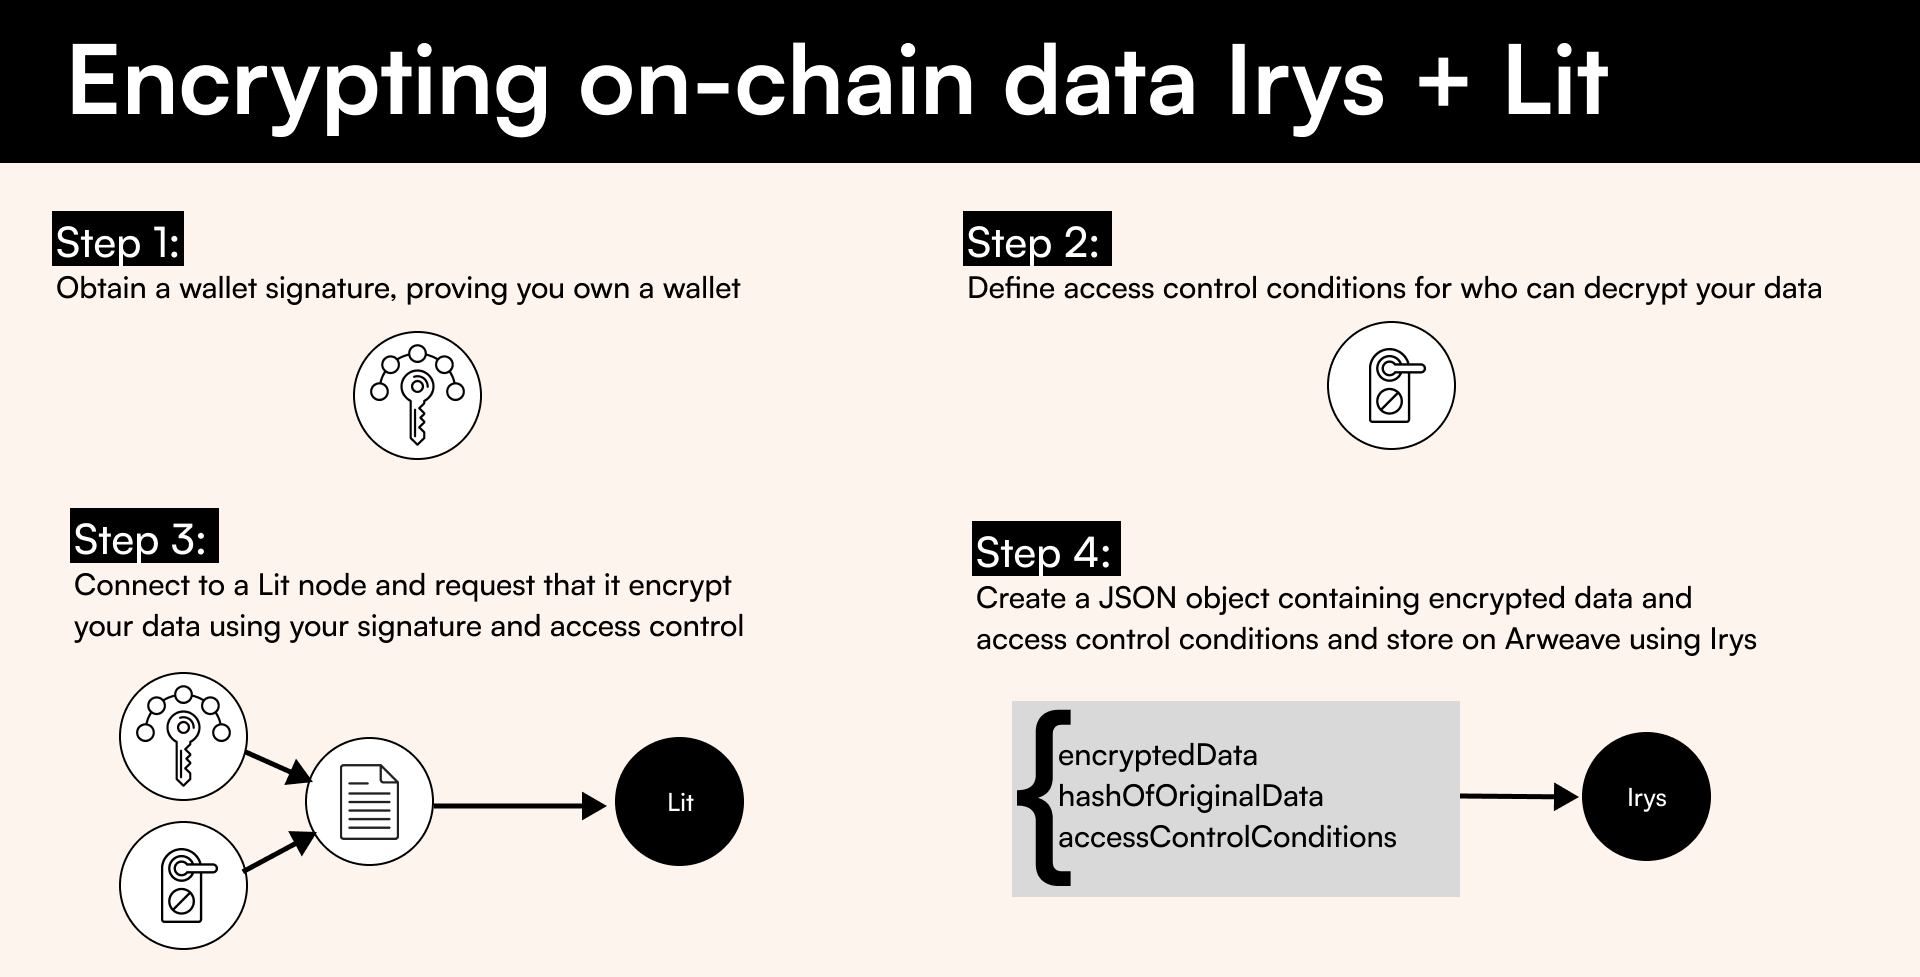 Encrypting on-chain data Irys + Lit
Step 1:
Obtain a wallet signature, proving you own a wallet
Step 2:
Define access control conditions for who can decrypt your data
Step 3:
Connect to a Lit node and request that it encrypt
your data using your signature and access control
Lit
Step 4:
Create a JSON object containing encrypted data and
access control conditions and store on Arweave using Irys
{
encryptedData
hashOfOriginalData
accessControlConditions
Irys